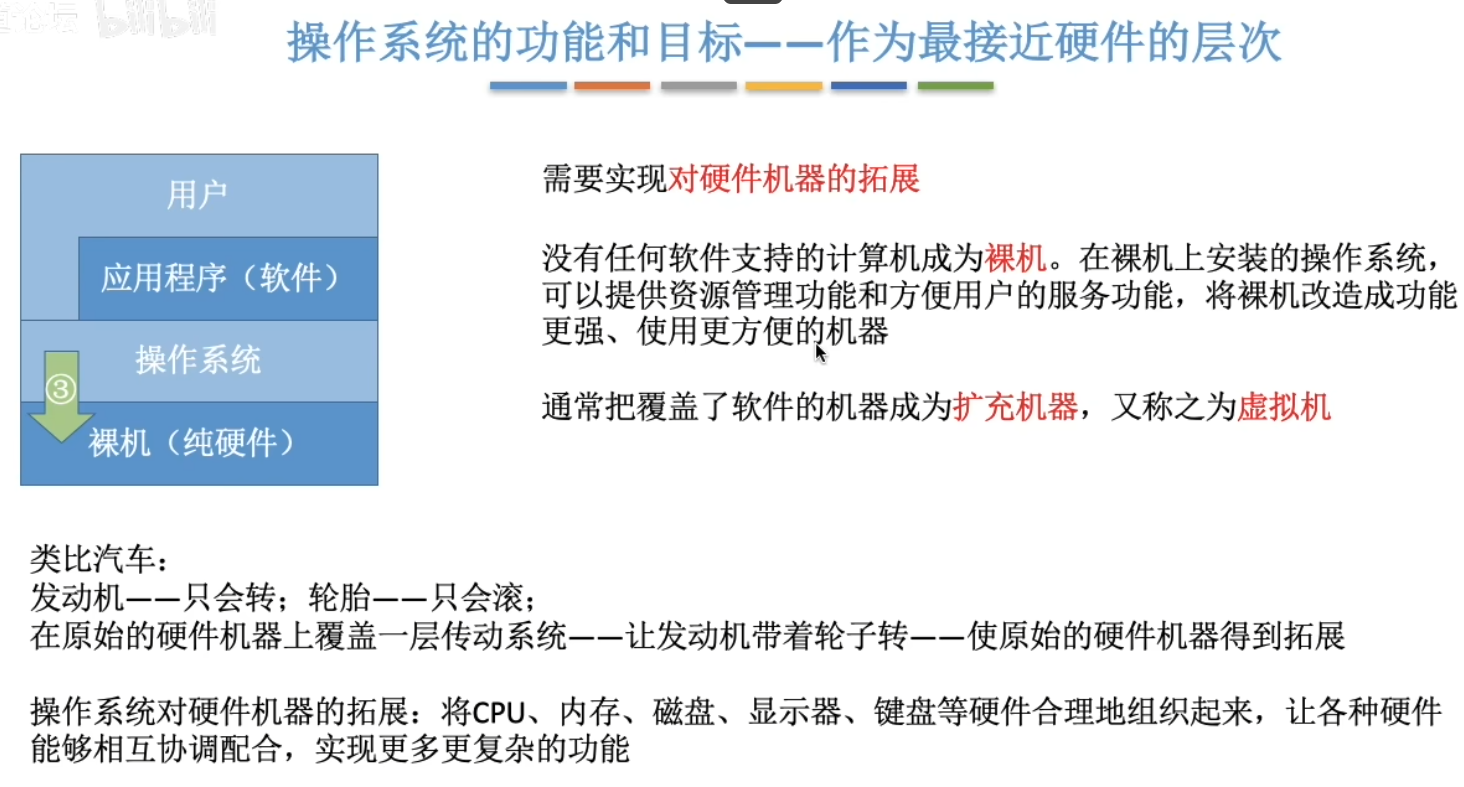 操作系统的功能和目标——作为最接近硬件的层次
用户
应用程序（软件）
操作系统
③
裸机（纯硬件）
需要实现对硬件机器的拓展
没有任何软件支持的计算机成为裸机。在裸机上安装的操作系统，
可以提供资源管理功能和方便用户的服务功能，将裸机改造成功能
更强、使用更方便的机器
通常把覆盖了软件的机器成为扩充机器，又称之为虚拟机
类比汽车：
发动机——只会转；轮胎——只会滚；
在原始的硬件机器上覆盖一层传动系统——让发动机带着轮子转——使原始的硬件机器得到拓展
操作系统对硬件机器的拓展：将CPU、内存、磁盘、显示器、键盘等硬件合理地组织起来，让各种硬件
能够相互协调配合，实现更多更复杂的功能